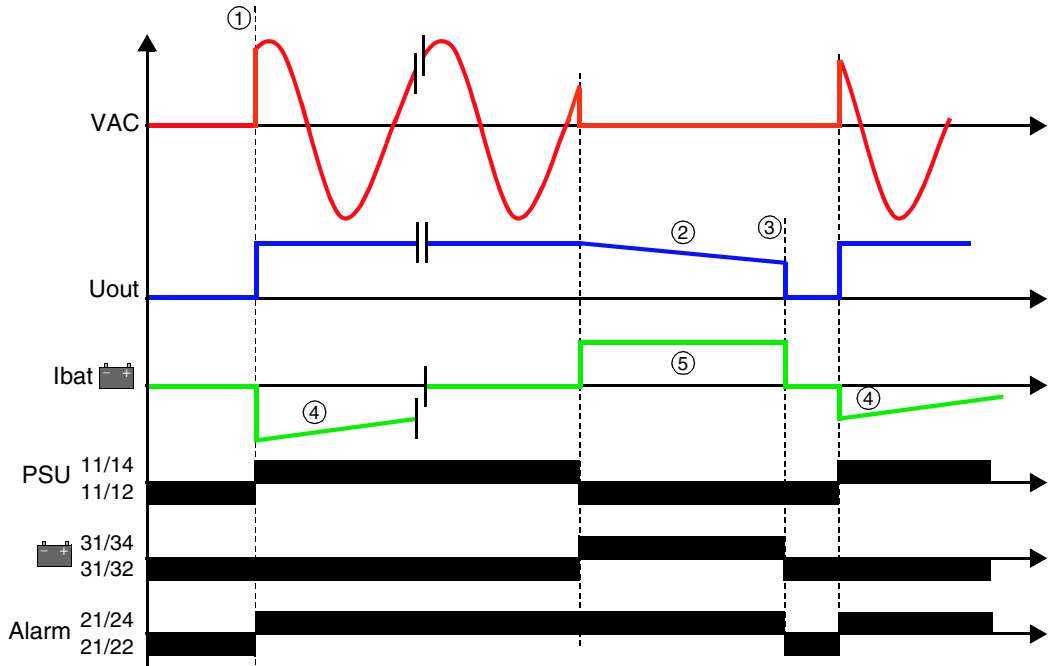 ①
VAC
②
③
Uout
Ibat − +
⑤
④
④
PSU 11/14
11/12
− + 31/34
31/32
Alarm 21/24
21/22